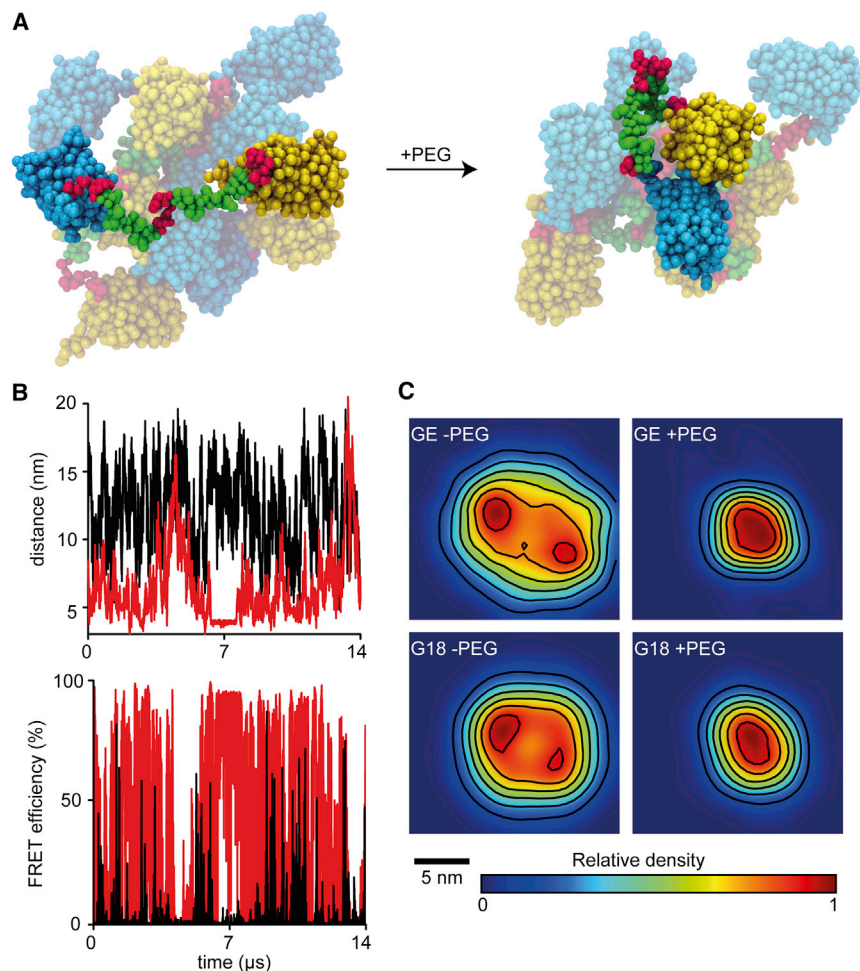 A
+PEG
B
20
15
10
5
distance (nm)
0 7 14
100
50
0
FRET efficiency (%)
0 7 14
time (µs)
C
GE -PEG
GE +PEG
G18 -PEG
G18 +PEG
5 nm
Relative density
0 1